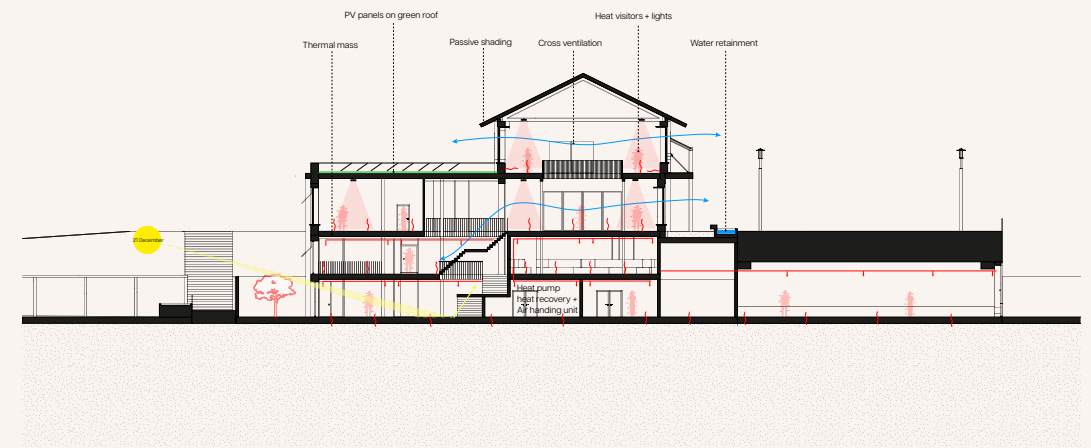 PV panels on green roof
Heat visitors + lights
Thermal mass
Passive shading
Cross ventilation
Water retainment
21 December
Heat pump
heat recovery +
Air handing unit